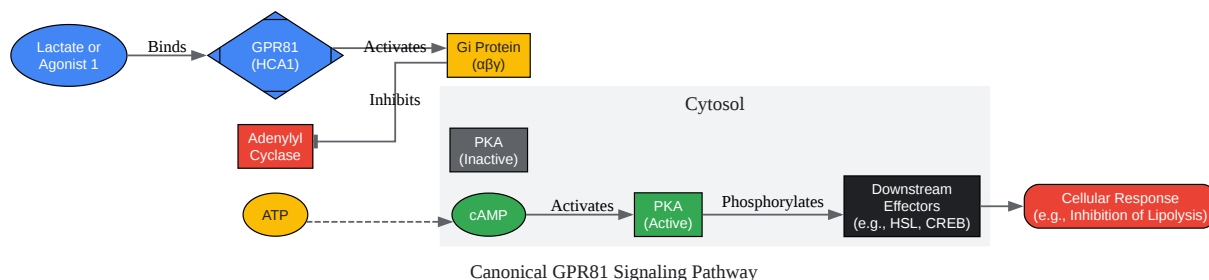 Lactate or
Agonist 1
Binds
GPR81
(HCA1)
Activates
Gi Protein
(αβγ)
Inhibits
Cytosol
Adenylyl
Cyclase
PKA
(Inactive)
ATP
cAMP
Activates
PKA
(Active)
Phosphorylates
Downstream
Effectors
(e.g., HSL, CREB)
Cellular Response
(e.g., Inhibition of Lipolysis)
Canonical GPR81 Signaling Pathway